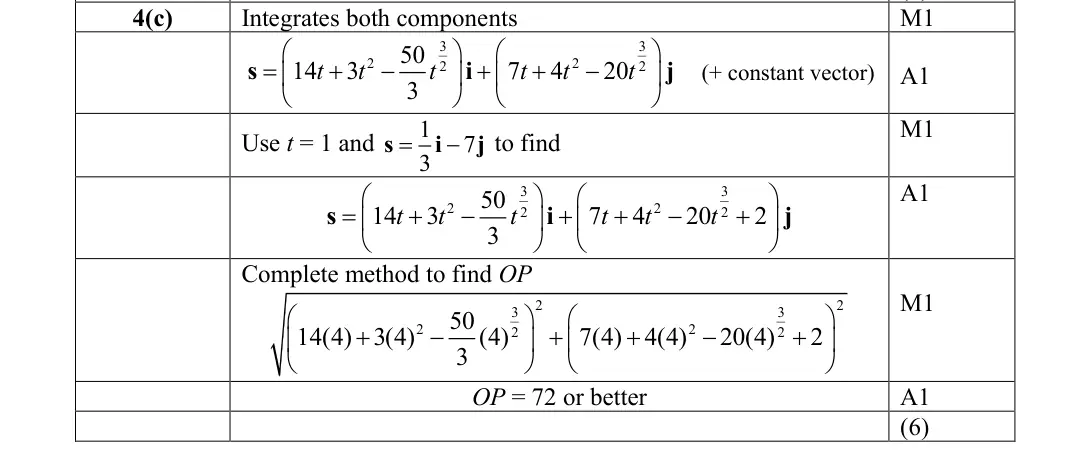 4(c) Integrates both components M1
s = (14t + 3t² − 50/3 t^(3/2)) i + (7t + 4t² − 20t^(3/2)) j (+ constant vector) A1
Use t = 1 and s = 1/3 i − 7j to find M1
s = (14t + 3t² − 50/3 t^(3/2)) i + (7t + 4t² − 20t^(3/2) + 2) j A1
Complete method to find OP
√((14(4) + 3(4)² − 50/3 (4)^(3/2))² + (7(4) + 4(4)² − 20(4)^(3/2) + 2)²) M1
OP = 72 or better A1
(6)